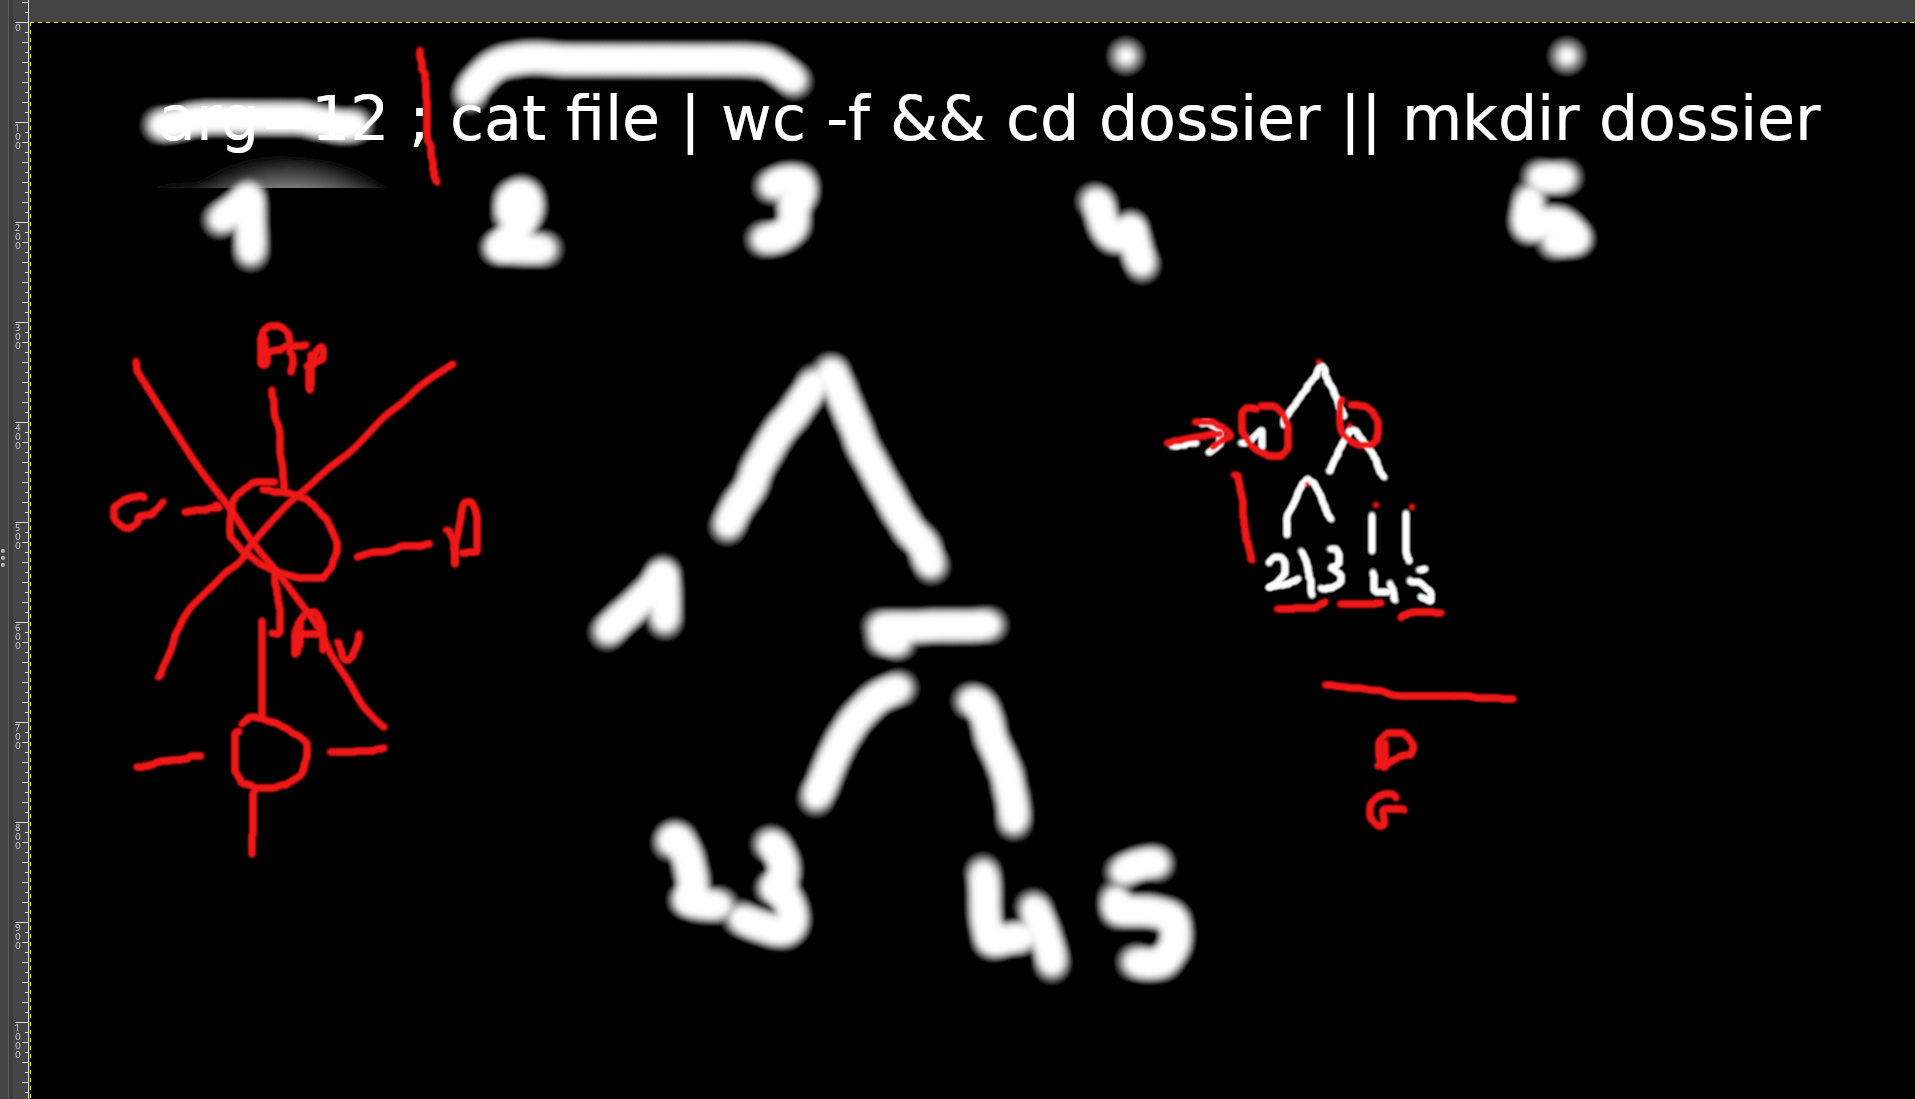 arg 12 ; cat file | wc -f && cd dossier || mkdir dossier
1 2 3 4 5
Ap
G D
Av
1
2 3 4 5
1
2 | 3 4 5
D
G